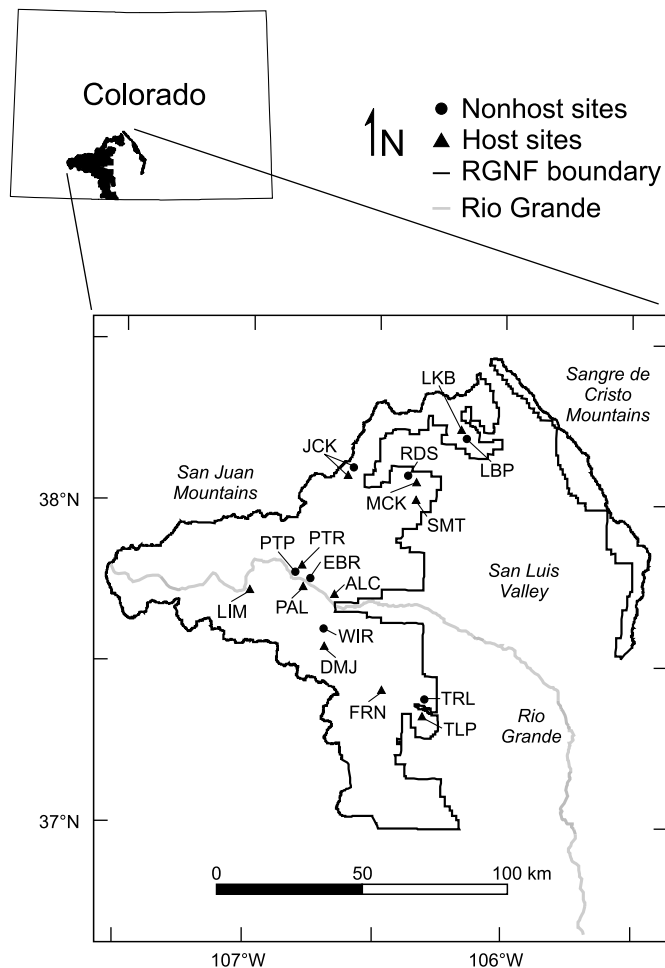 Colorado
N
Nonhost sites
Host sites
RGNF boundary
Rio Grande
LKB
Sangre de
Cristo
Mountains
JCK
RDS
LBP
San Juan
Mountains
38°N
MCK
SMT
PTP
PTR
EBR
ALC
San Luis
Valley
LIM
PAL
WIR
DMJ
FRN
TRL
TLP
Rio
Grande
37°N
0
50
100 km
107°W
106°W